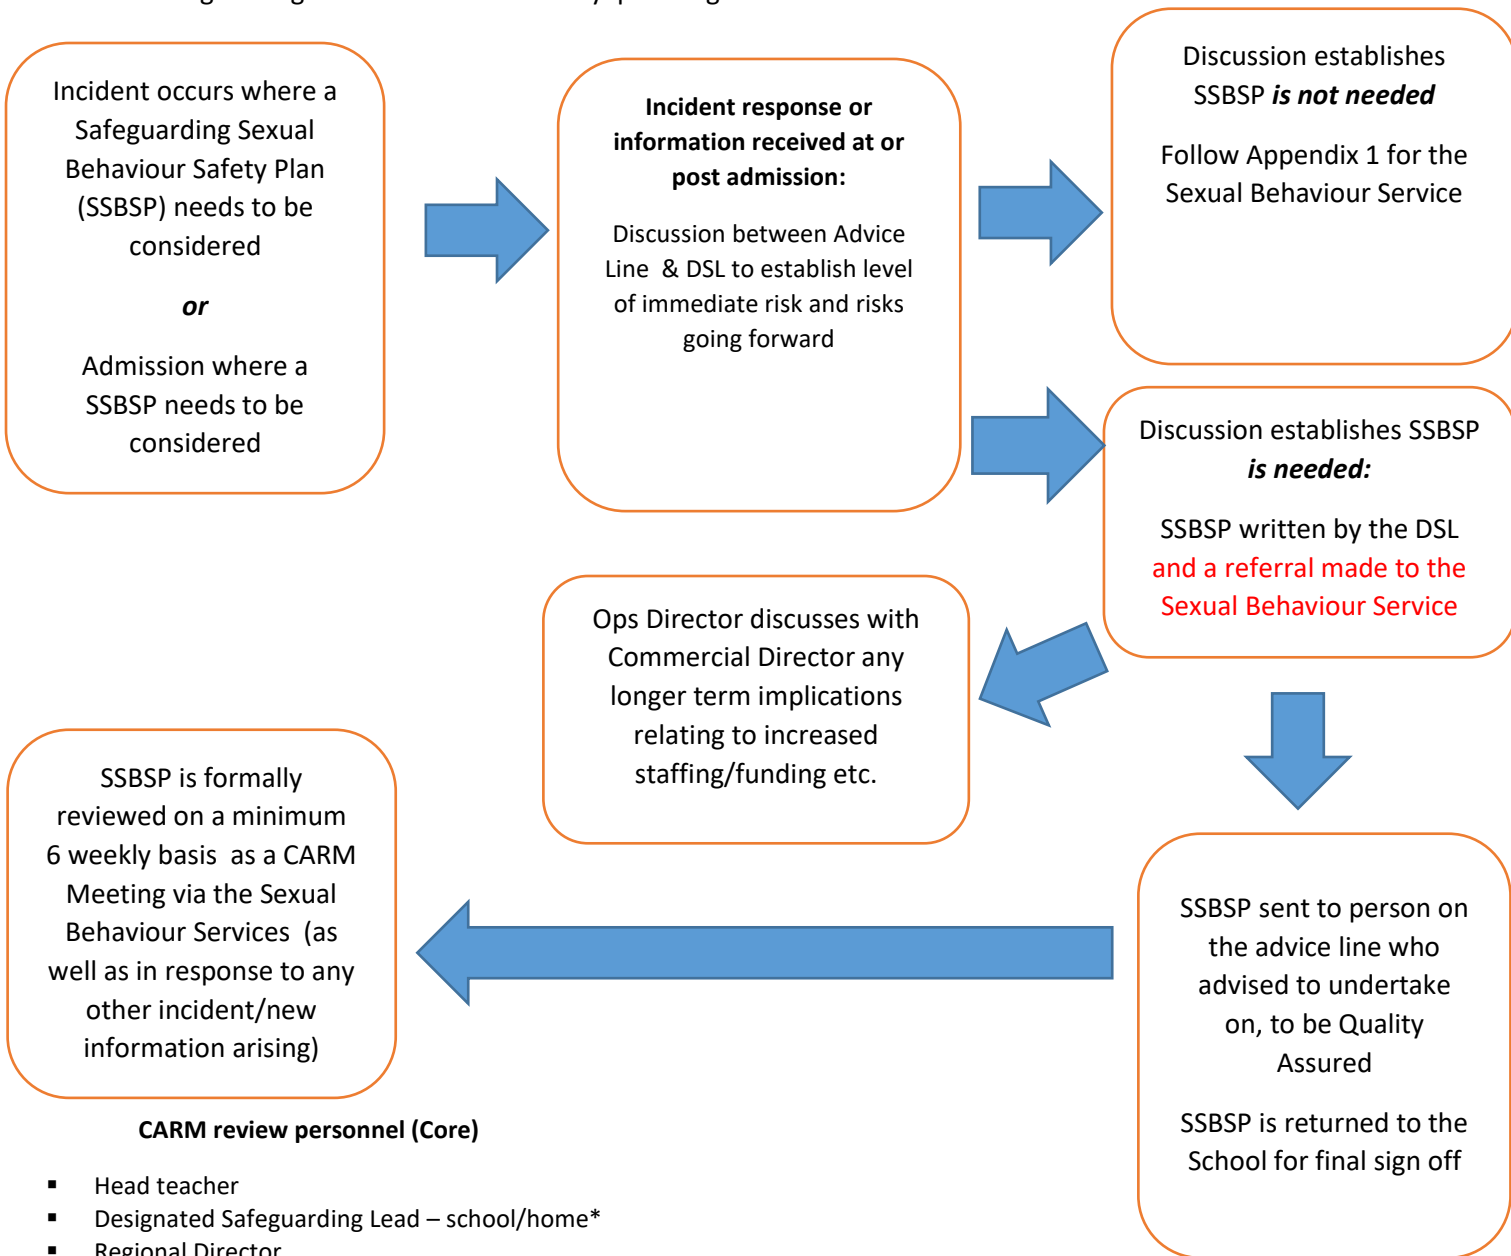 Incident occurs where a
Safeguarding Sexual
Behaviour Safety Plan
(SSBSP) needs to be
considered
or
Admission where a
SSBSP needs to be
considered
Incident response or
information received at or
post admission:
Discussion between Advice
Line & DSL to establish level
of immediate risk and risks
going forward
Discussion establishes
SSBSP is not needed
Follow Appendix 1 for the
Sexual Behaviour Service
Discussion establishes SSBSP
is needed:
SSBSP written by the DSL
and a referral made to the
Sexual Behaviour Service
Ops Director discusses with
Commercial Director any
longer term implications
relating to increased
staffing/funding etc.
SSBSP sent to person on
the advice line who
advised to undertake
on, to be Quality
Assured
SSBSP is returned to the
School for final sign off
SSBSP is formally
reviewed on a minimum
6 weekly basis as a CARM
Meeting via the Sexual
Behaviour Services (as
well as in response to any
other incident/new
information arising)
CARM review personnel (Core)
▪ Head teacher
▪ Designated Safeguarding Lead – school/home*
▪ Regional Director